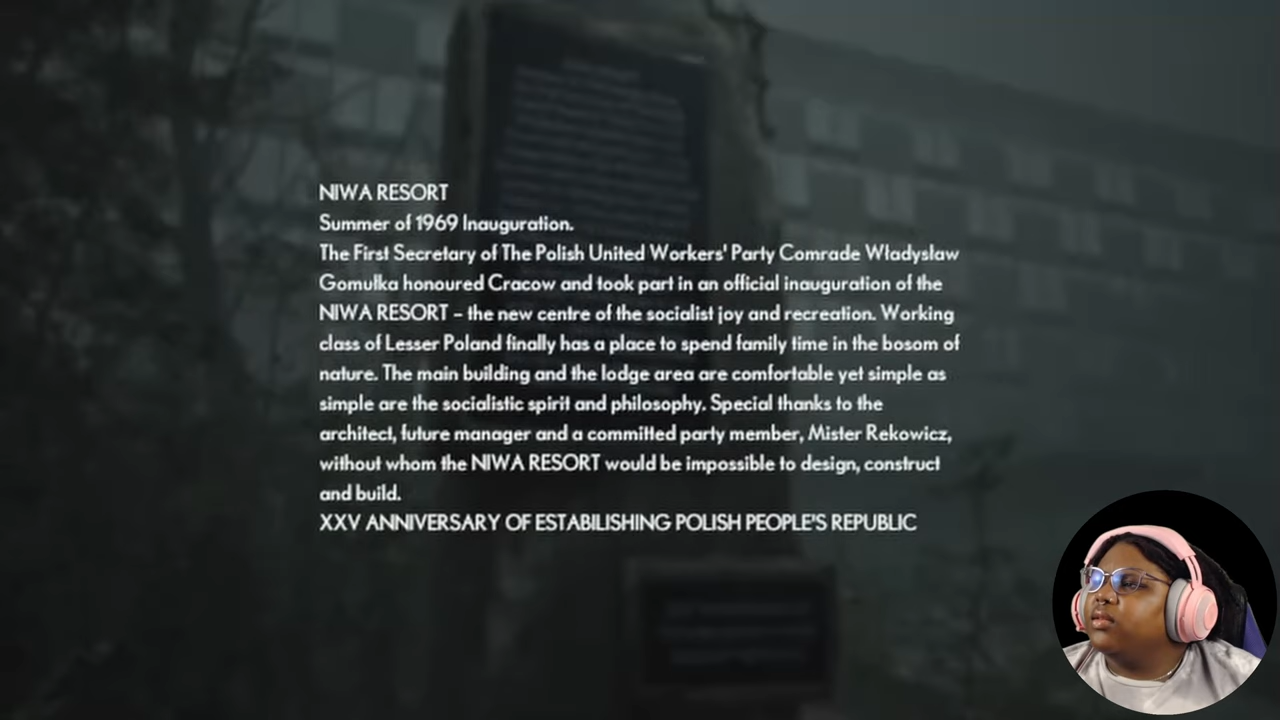 NIWA RESORT
Summer of 1969 Inauguration.
The First Secretary of The Polish United Workers' Party Comrade Władysław
Gomułka honoured Cracow and took part in an official inauguration of the
NIWA RESORT – the new centre of the socialist joy and recreation. Working
class of Lesser Poland finally has a place to spend family time in the bosom of
nature. The main building and the lodge area are comfortable yet simple as
simple are the socialistic spirit and philosophy. Special thanks to the
architect, future manager and a committed party member, Mister Rekowicz,
without whom the NIWA RESORT would be impossible to design, construct
and build.
XXV ANNIVERSARY OF ESTABILISHING POLISH PEOPLE'S REPUBLIC